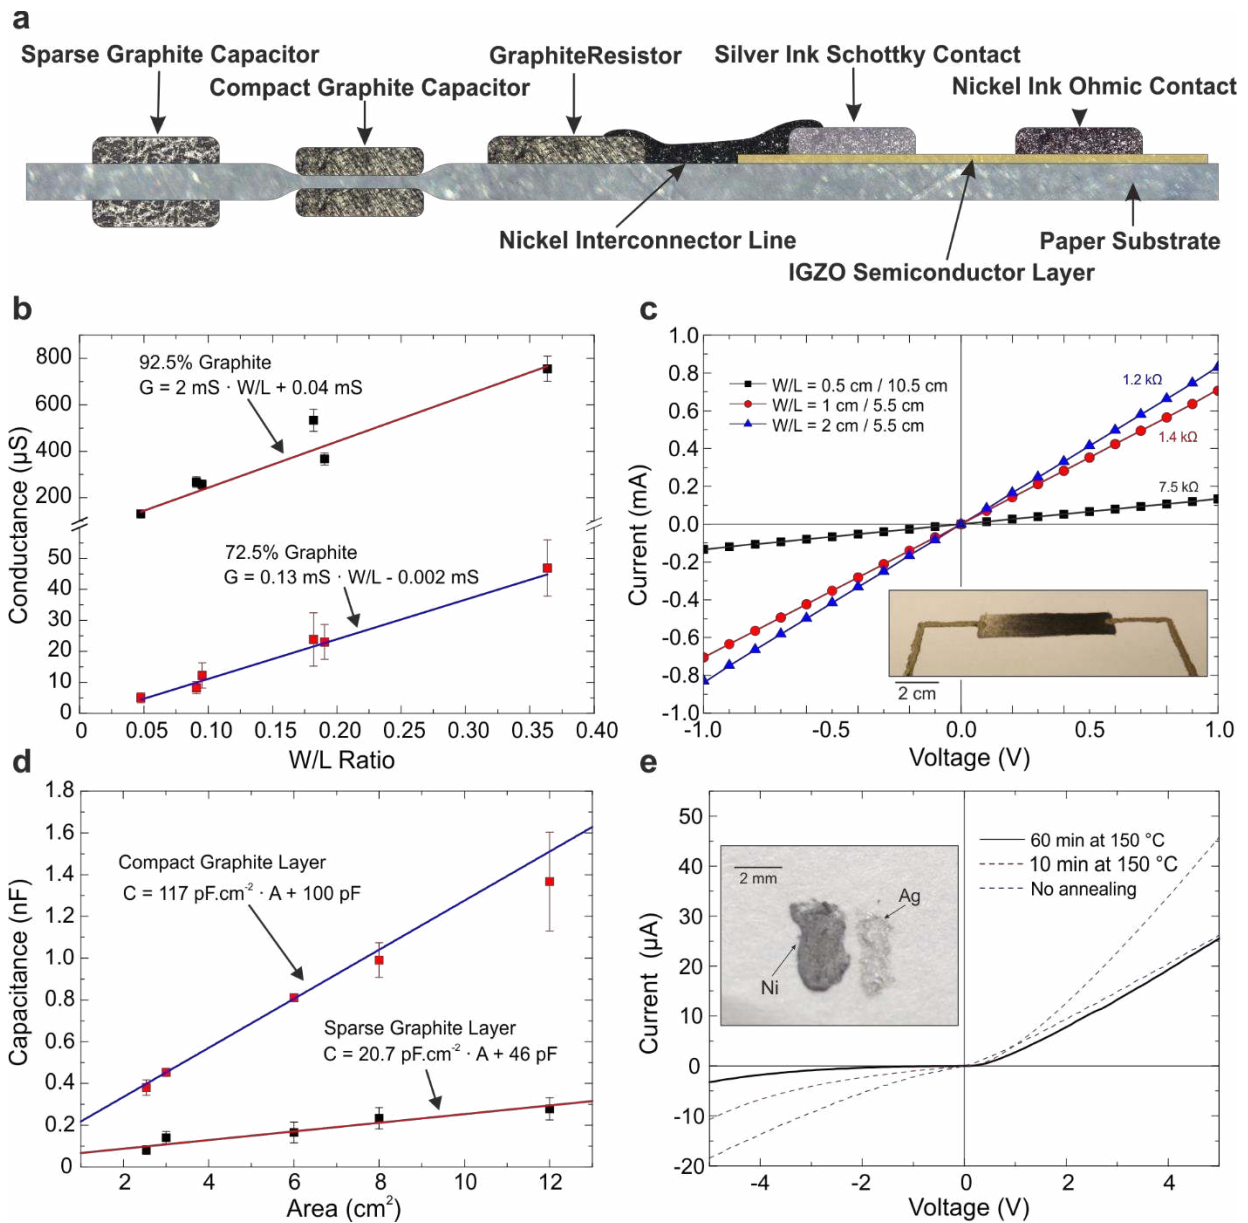 a
Sparse Graphite Capacitor
Compact Graphite Capacitor
GraphiteResistor
Silver Ink Schottky Contact
Nickel Ink Ohmic Contact
Nickel Interconnector Line
IGZO Semiconductor Layer
Paper Substrate
b
Conductance (µS)
800
600
400
200
50
40
30
20
10
0
92.5% Graphite
G = 2 mS · W/L + 0.04 mS
72.5% Graphite
G = 0.13 mS · W/L - 0.002 mS
0.05 0.10 0.15 0.20 0.25 0.30 0.35 0.40
W/L Ratio
c
Current (mA)
1.0
0.8
0.6
0.4
0.2
0.0
-0.2
-0.4
-0.6
-0.8
-1.0
W/L = 0.5 cm / 10.5 cm
W/L = 1 cm / 5.5 cm
W/L = 2 cm / 5.5 cm
1.2 kΩ
1.4 kΩ
7.5 kΩ
2 cm
-1.0 -0.5 0.0 0.5 1.0
Voltage (V)
d
Capacitance (nF)
1.8
1.6
1.4
1.2
1.0
0.8
0.6
0.4
0.2
0
Compact Graphite Layer
C = 117 pF.cm⁻² · A + 100 pF
Sparse Graphite Layer
C = 20.7 pF.cm⁻² · A + 46 pF
2 4 6 8 10 12
Area (cm²)
e
Current (µA)
55
50
40
30
20
10
0
-10
-20
60 min at 150 °C
10 min at 150 °C
No annealing
2 mm
Ag
Ni
-4 -2 0 2 4
Voltage (V)